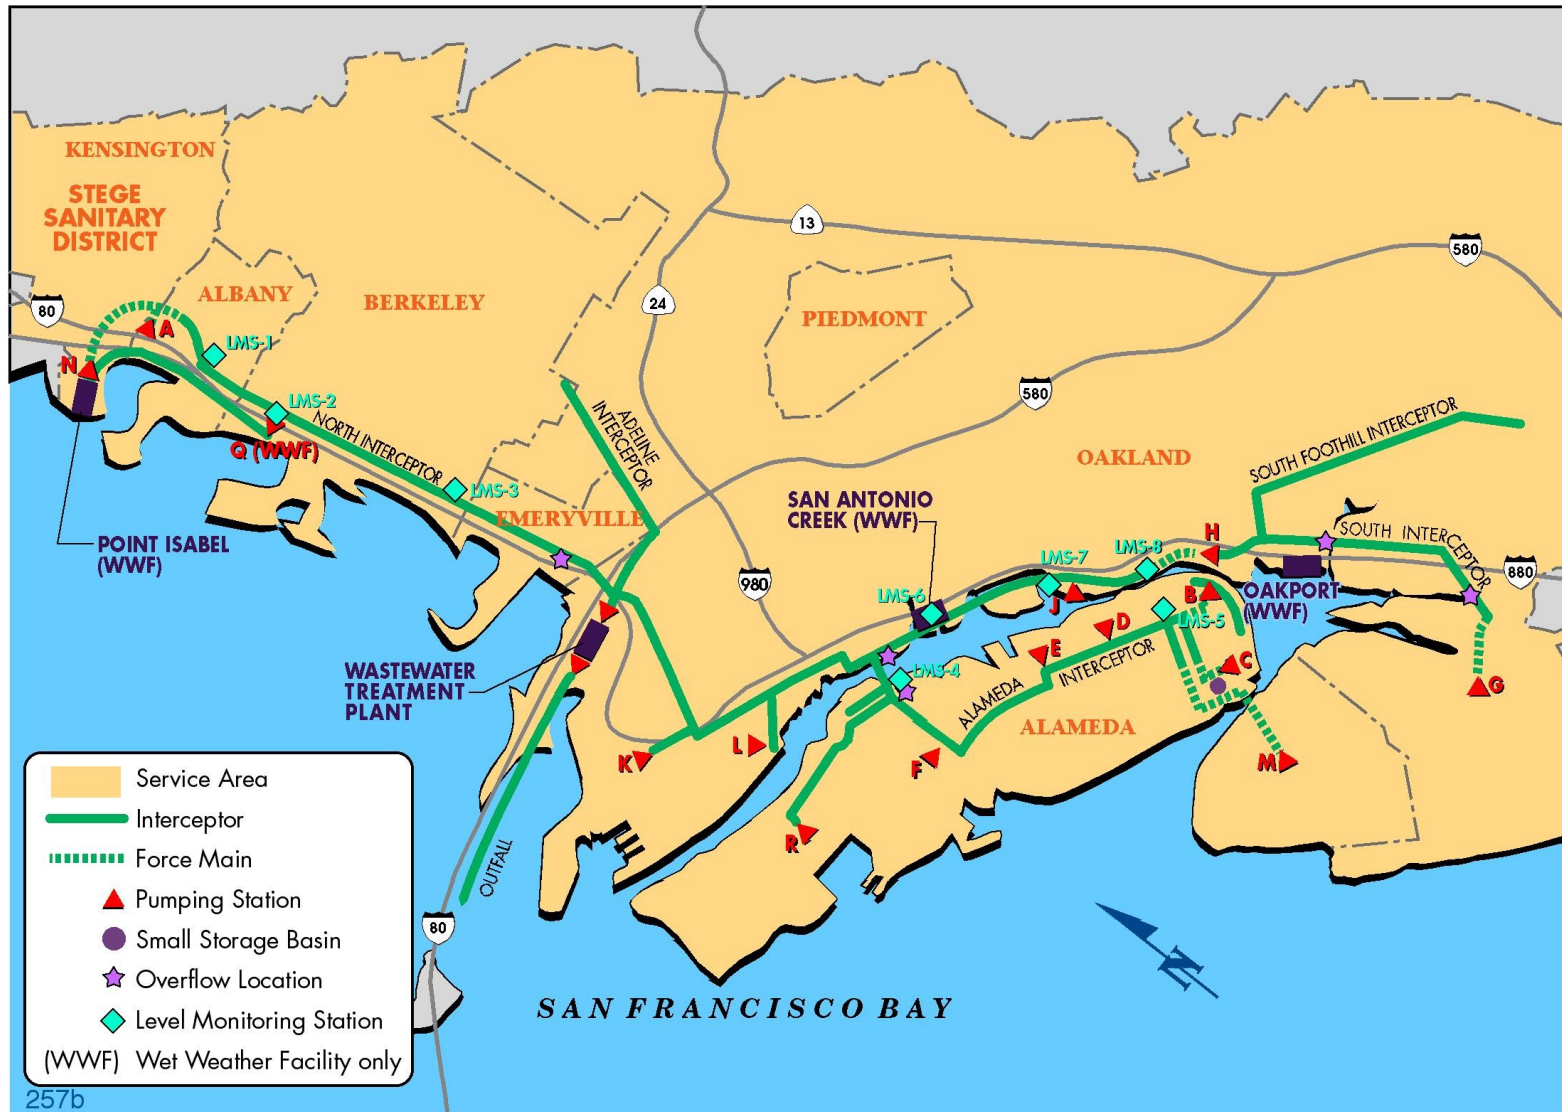 KENSINGTON
STEGE
SANITARY
DISTRICT
ALBANY
BERKELEY
13
580
24
PIEDMONT
80
A
LMS-1
N
LMS-2
Q (WWF)
NORTH INTERCEPTOR
LMS-3
ADELINE
INTERCEPTOR
580
EMERYVILLE
OAKLAND
SOUTH FOOTHILL INTERCEPTOR
SAN ANTONIO
CREEK (WWF)
POINT ISABEL
(WWF)
H
SOUTH INTERCEPTOR
LMS-8
LMS-7
880
980
LMS-6
J
B
OAKPORT
(WWF)
LMS-5
D
E
C
WASTEWATER
TREATMENT
PLANT
LMS-4
ALAMEDA
INTERCEPTOR
G
ALAMEDA
K
L
F
M
R
OUTFALL
80
Service Area
Interceptor
Force Main
Pumping Station
Small Storage Basin
Overflow Location
Level Monitoring Station
(WWF) Wet Weather Facility only
N
SAN FRANCISCO BAY
257b